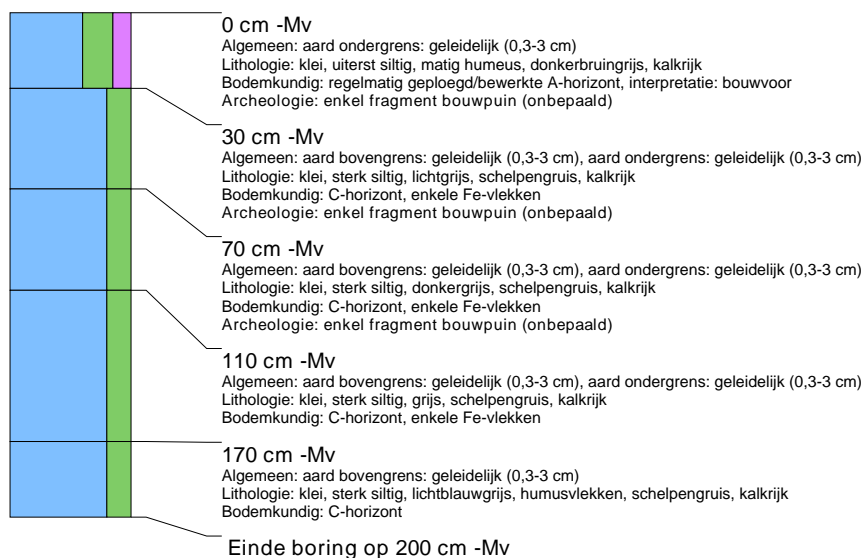 0 cm -Mv
Algemeen: aard ondergrens: geleidelijk (0,3-3 cm)
Lithologie: klei, uiterst siltig, matig humeus, donkerbruingrijs, kalkrijk
Bodemkundig: regelmatig geploegd/bewerkte A-horizont, interpretatie: bouwvoor
Archeologie: enkel fragment bouwpuin (onbepaald)
30 cm -Mv
Algemeen: aard bovengrens: geleidelijk (0,3-3 cm), aard ondergrens: geleidelijk (0,3-3 cm)
Lithologie: klei, sterk siltig, lichtgrijs, schelpengruis, kalkrijk
Bodemkundig: C-horizont, enkele Fe-vlekken
Archeologie: enkel fragment bouwpuin (onbepaald)
70 cm -Mv
Algemeen: aard bovengrens: geleidelijk (0,3-3 cm), aard ondergrens: geleidelijk (0,3-3 cm)
Lithologie: klei, sterk siltig, donkergrijs, schelpengruis, kalkrijk
Bodemkundig: C-horizont, enkele Fe-vlekken
Archeologie: enkel fragment bouwpuin (onbepaald)
110 cm -Mv
Algemeen: aard bovengrens: geleidelijk (0,3-3 cm), aard ondergrens: geleidelijk (0,3-3 cm)
Lithologie: klei, sterk siltig, grijs, schelpengruis, kalkrijk
Bodemkundig: C-horizont, enkele Fe-vlekken
170 cm -Mv
Algemeen: aard bovengrens: geleidelijk (0,3-3 cm)
Lithologie: klei, sterk siltig, lichtblauwgrijs, humusvlekken, schelpengruis, kalkrijk
Bodemkundig: C-horizont
Einde boring op 200 cm -Mv